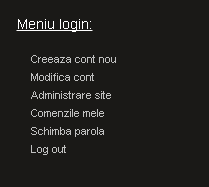 Meniu login:
Creeaza cont nou
Modifica cont
Administrare site
Comenzile mele
Schimba parola
Log out